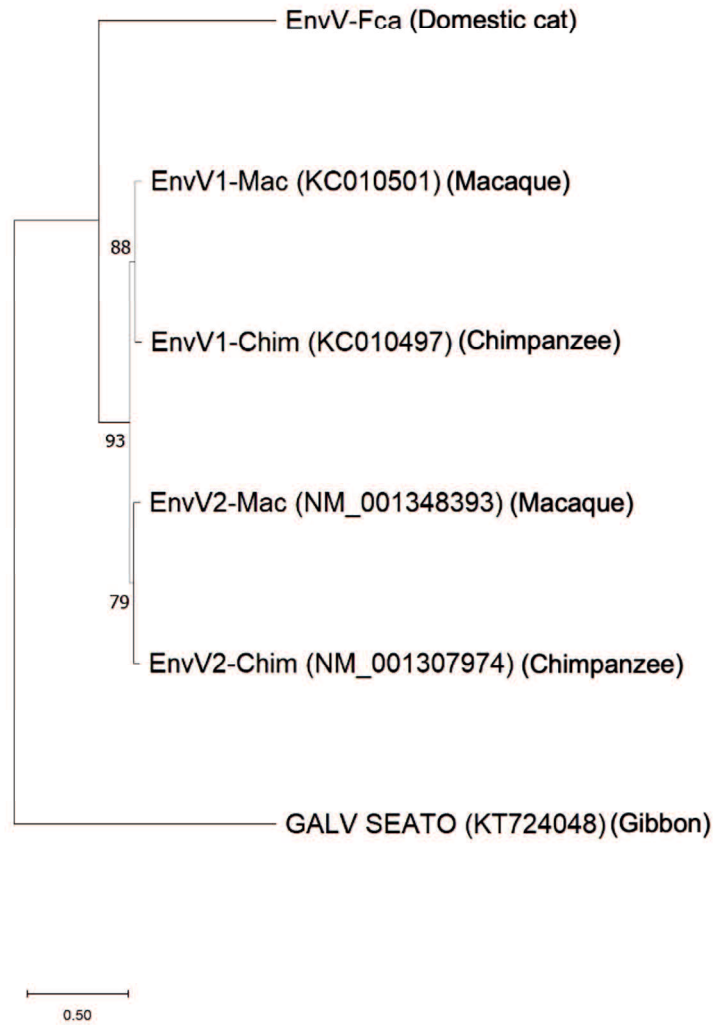 EnvV-Fca (Domestic cat)
EnvV1-Mac (KC010501) (Macaque)
88
EnvV1-Chim (KC010497) (Chimpanzee)
93
EnvV2-Mac (NM_001348393) (Macaque)
79
EnvV2-Chim (NM_001307974) (Chimpanzee)
GALV SEATO (KT724048) (Gibbon)
0.50